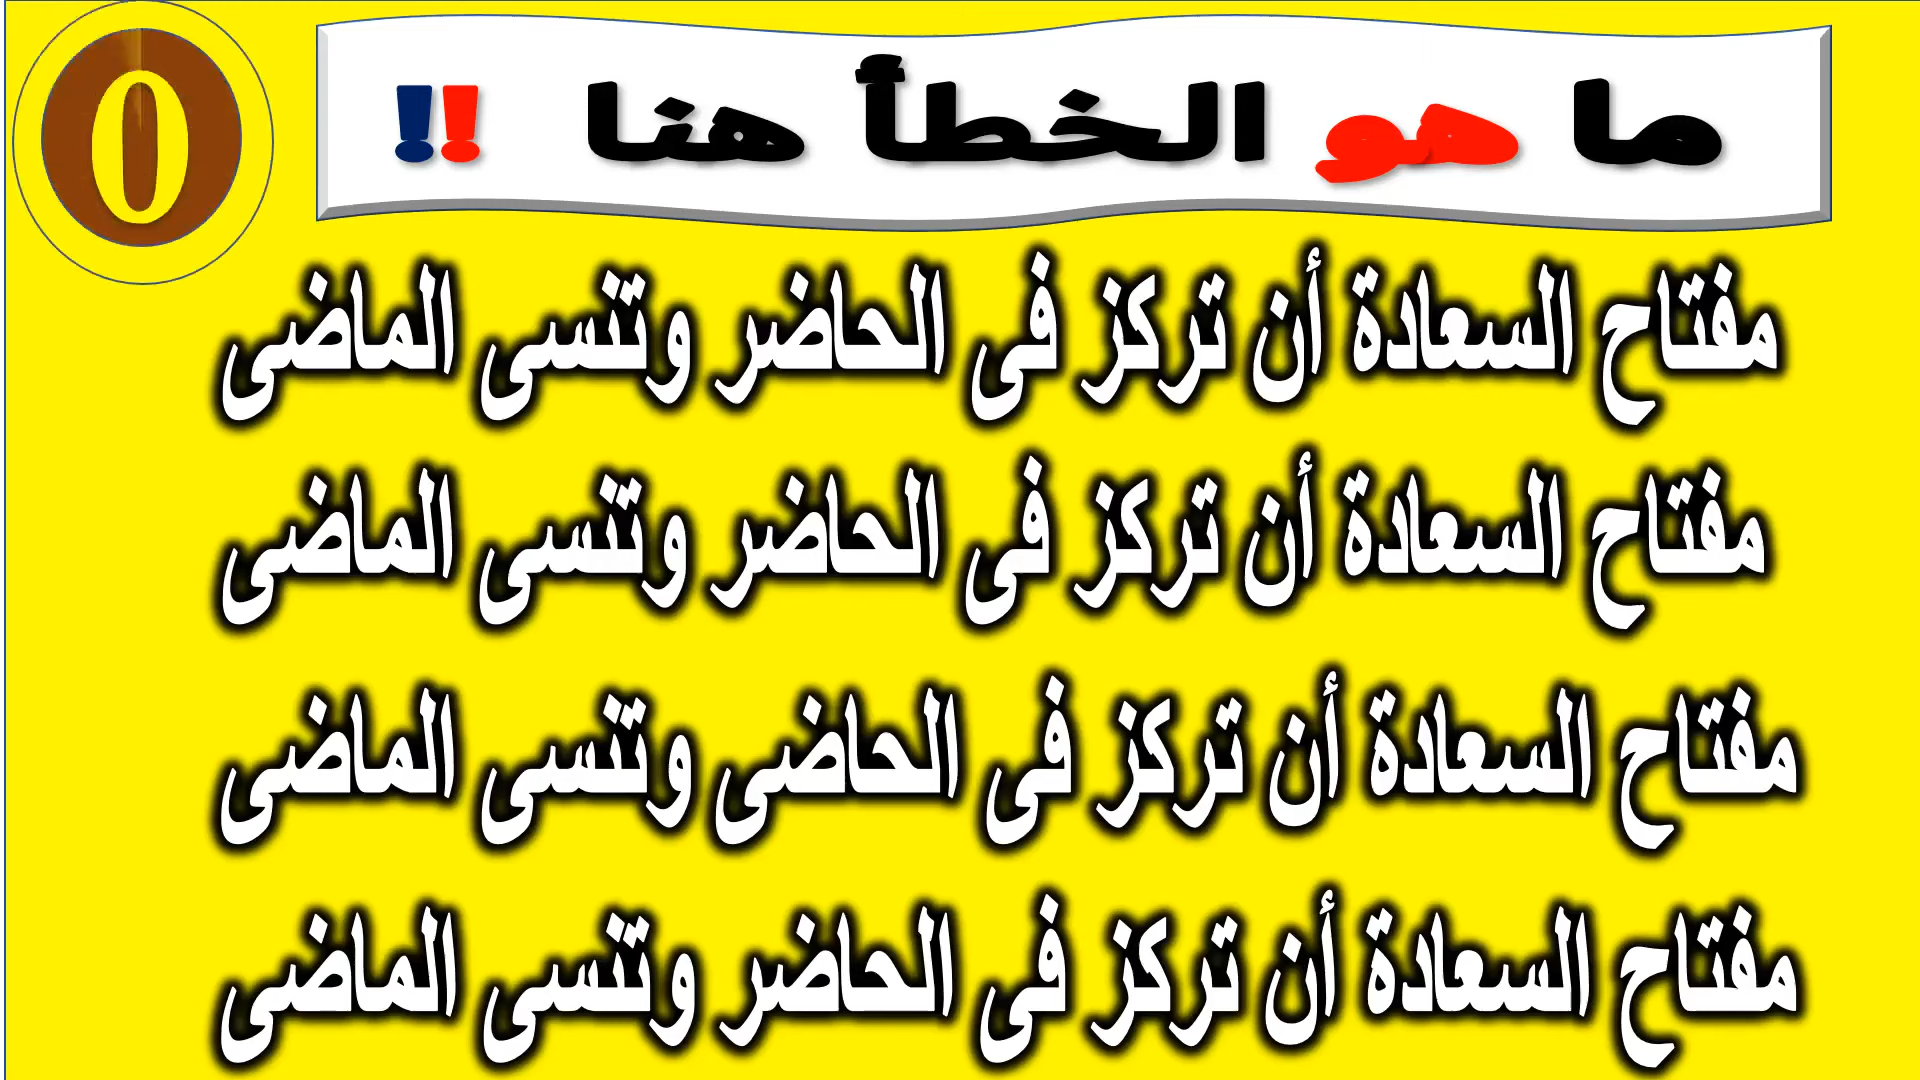 0
ما هو الخطأ هنا !!
مفتاح السعادة أن تركز فى الحاضر وتنسى الماضى
مفتاح السعادة أن تركز فى الحاضر وتنسى الماضى
مفتاح السعادة أن تركز فى الحاضى وتنسى الماضى
مفتاح السعادة أن تركز فى الحاضر وتنسى الماضى